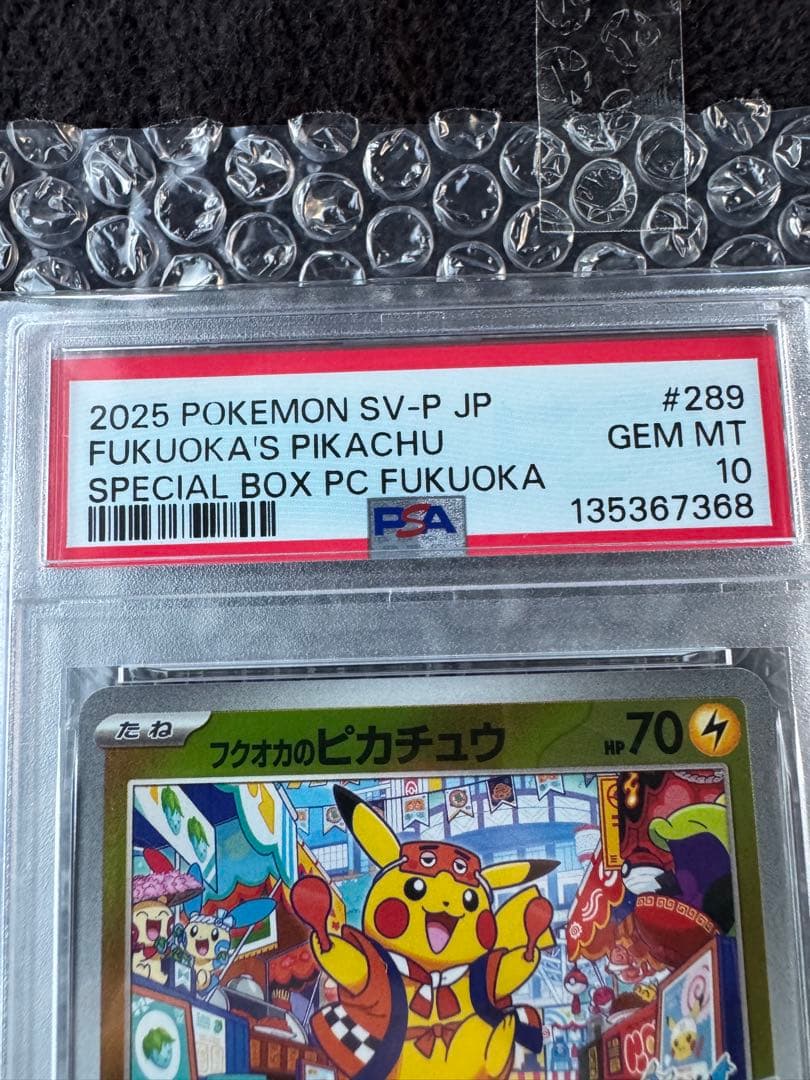 2025 POKEMON SV-P JP
#289
FUKUOKA'S PIKACHU
GEM MT
SPECIAL BOX PC FUKUOKA
10
PSA
135367368
たね
フクオカのピカチュウ
HP70